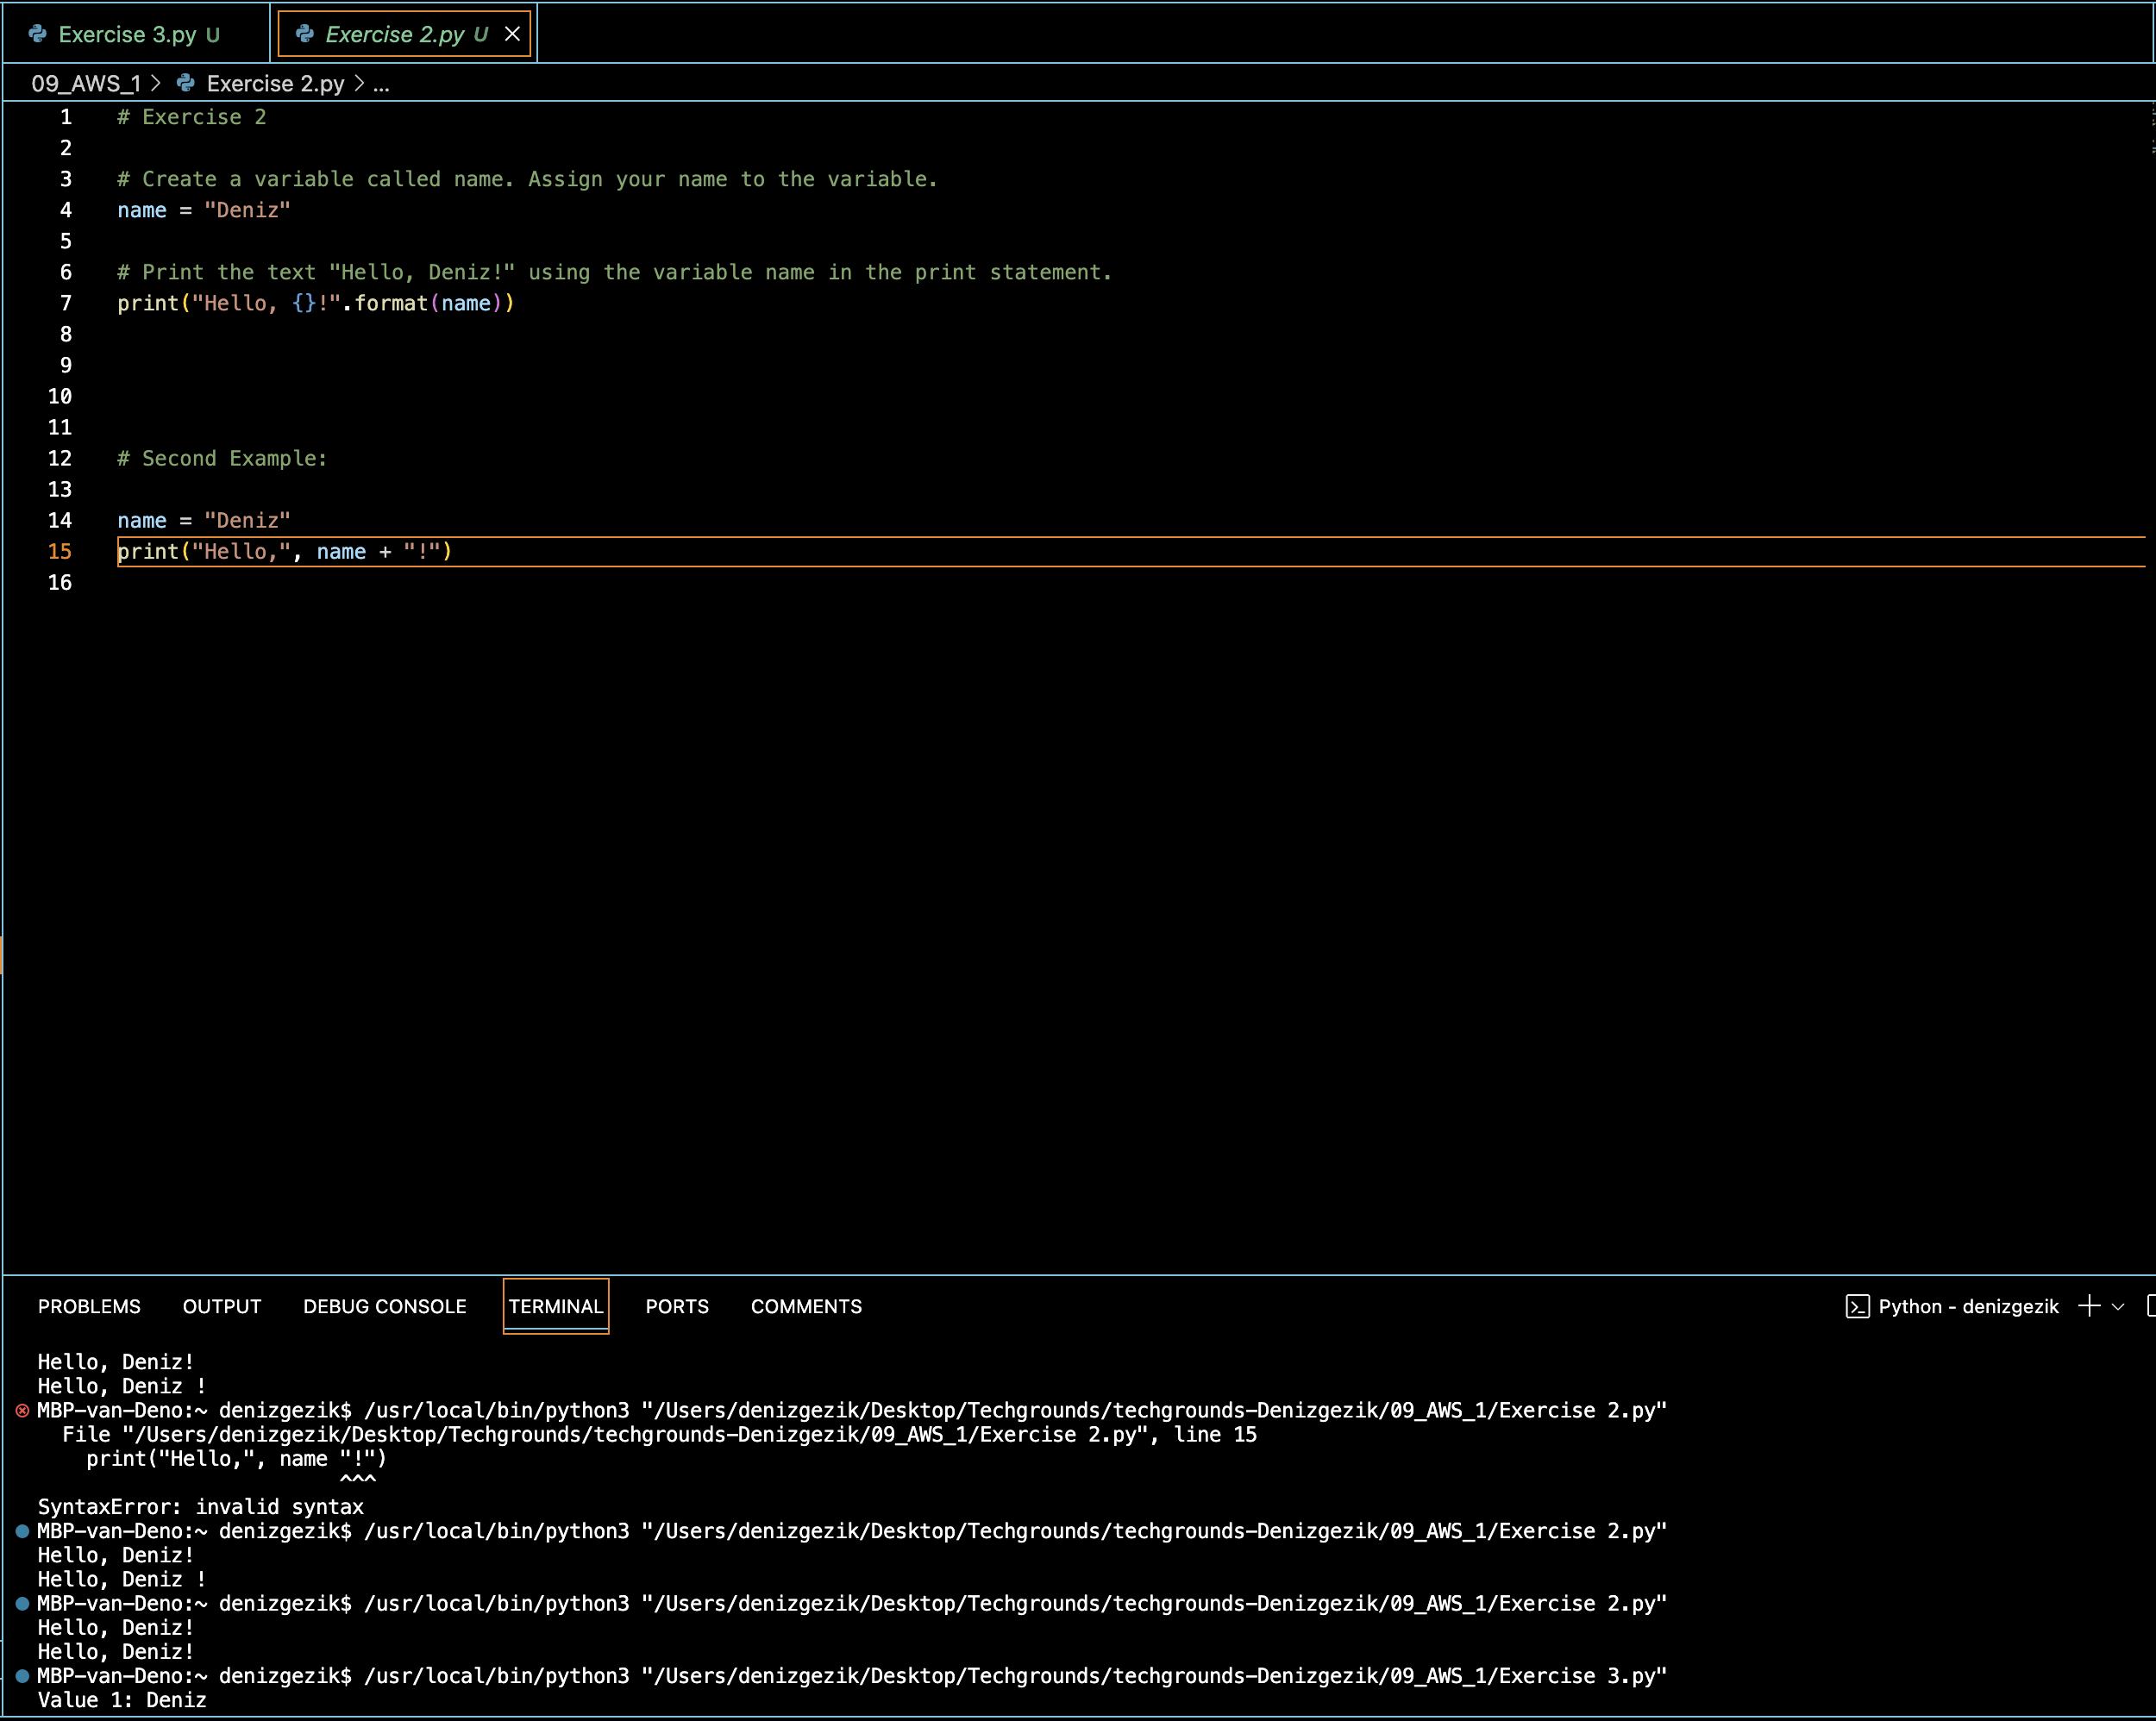 Exercise 3.py U
Exercise 2.py U
09_AWS_1 > Exercise 2.py > ...
1 # Exercise 2
2
3 # Create a variable called name. Assign your name to the variable.
4 name = "Deniz"
5
6 # Print the text "Hello, Deniz!" using the variable name in the print statement.
7 print("Hello, {}!".format(name))
8
9
10
11
12 # Second Example:
13
14 name = "Deniz"
15 print("Hello,", name + "!")
16
PROBLEMS OUTPUT DEBUG CONSOLE TERMINAL PORTS COMMENTS Python - denizgezik
Hello, Deniz!
Hello, Deniz !
MBP-van-Deno:~ denizgezik$ /usr/local/bin/python3 "/Users/denizgezik/Desktop/Techgrounds/techgrounds-Denizgezik/09_AWS_1/Exercise 2.py"
File "/Users/denizgezik/Desktop/Techgrounds/techgrounds-Denizgezik/09_AWS_1/Exercise 2.py", line 15
print("Hello,", name "!")
^^^
SyntaxError: invalid syntax
MBP-van-Deno:~ denizgezik$ /usr/local/bin/python3 "/Users/denizgezik/Desktop/Techgrounds/techgrounds-Denizgezik/09_AWS_1/Exercise 2.py"
Hello, Deniz!
Hello, Deniz !
MBP-van-Deno:~ denizgezik$ /usr/local/bin/python3 "/Users/denizgezik/Desktop/Techgrounds/techgrounds-Denizgezik/09_AWS_1/Exercise 2.py"
Hello, Deniz!
Hello, Deniz!
MBP-van-Deno:~ denizgezik$ /usr/local/bin/python3 "/Users/denizgezik/Desktop/Techgrounds/techgrounds-Denizgezik/09_AWS_1/Exercise 3.py"
Value 1: Deniz